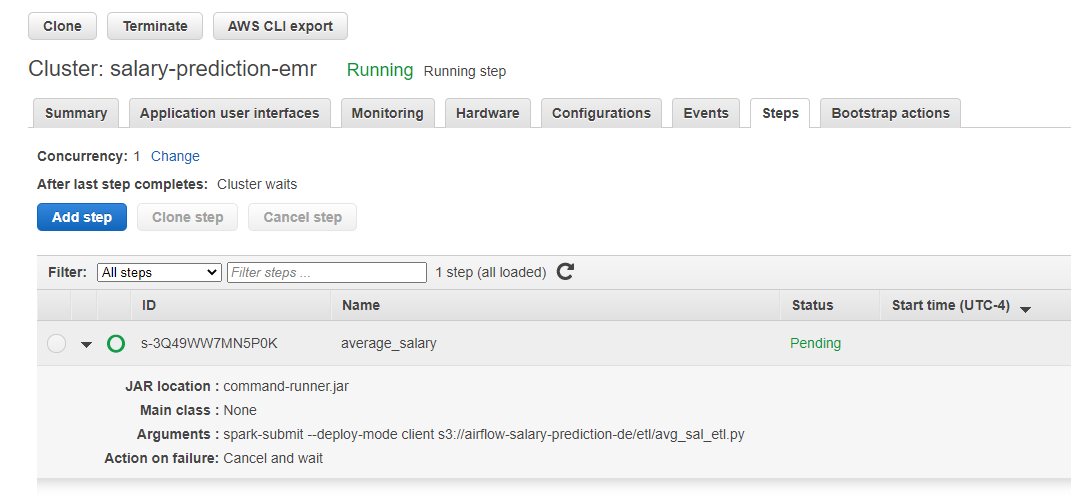 Clone Terminate AWS CLI export
Cluster: salary-prediction-emr Running Running step
Summary Application user interfaces Monitoring Hardware Configurations Events Steps Bootstrap actions
Concurrency: 1 Change
After last step completes: Cluster waits
Add step Clone step Cancel step
Filter: All steps Filter steps ... 1 step (all loaded)
ID Name Status Start time (UTC-4)
s-3Q49WW7MN5P0K average_salary Pending
JAR location : command-runner.jar
Main class : None
Arguments : spark-submit --deploy-mode client s3://airflow-salary-prediction-de/etl/avg_sal_etl.py
Action on failure: Cancel and wait